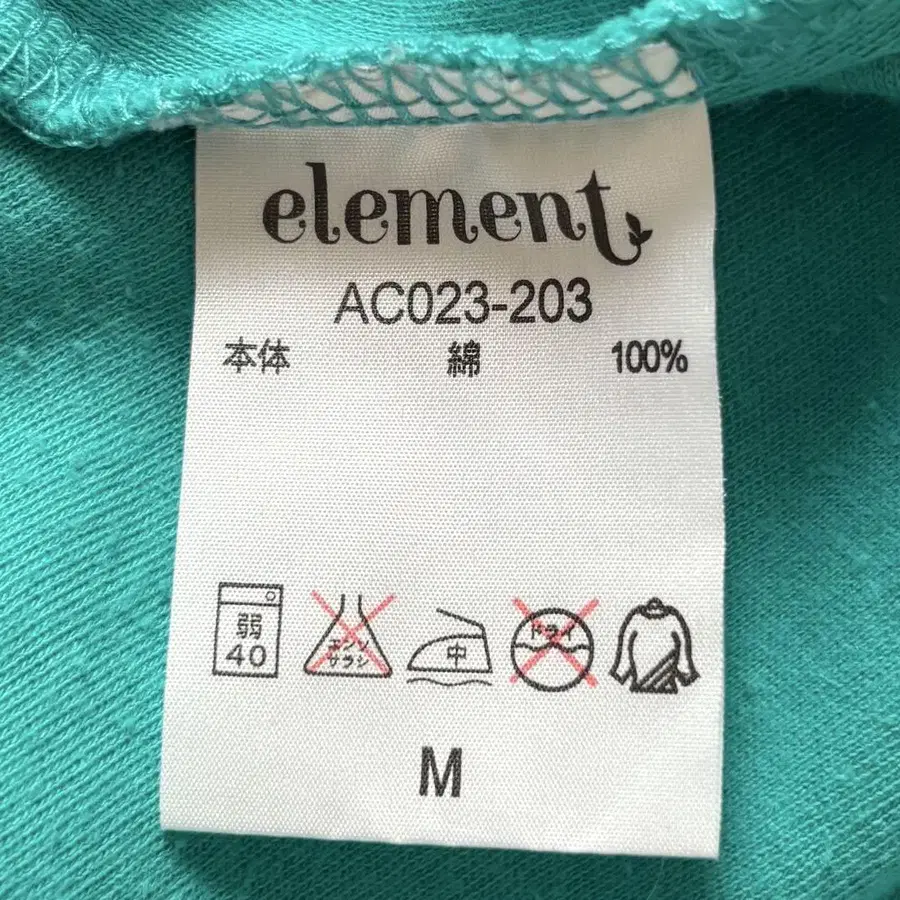 element
AC023-203
本体 綿 100%
弱
40
エンソ
サラシ
中
ドライ
M